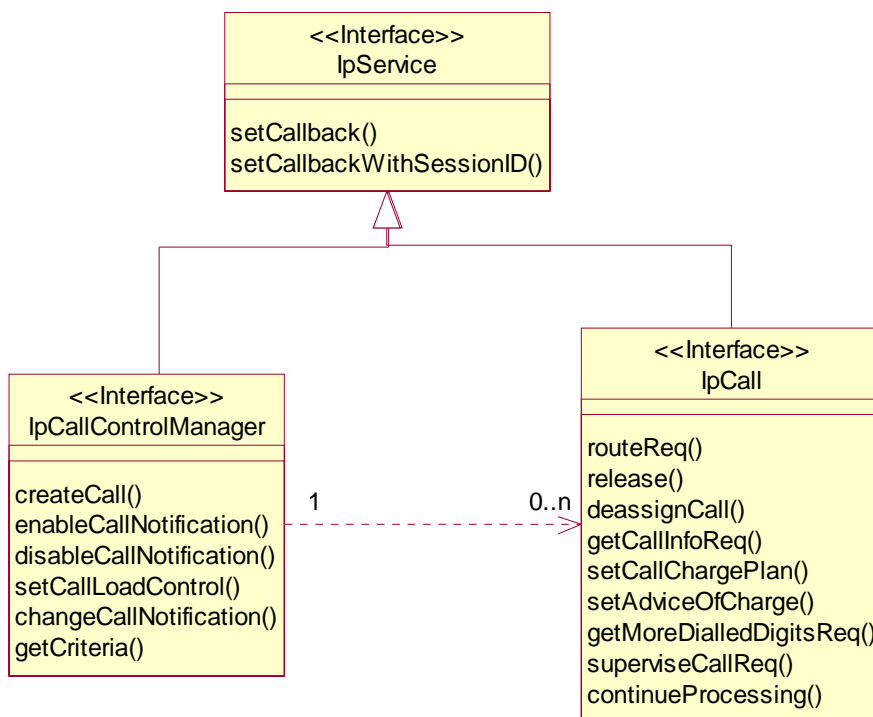 <<Interface>>
IpService
setCallback()
setCallbackWithSessionID()
<<Interface>>
IpCallControlManager
createCall()
enableCallNotification()
disableCallNotification()
setCallLoadControl()
changeCallNotification()
getCriteria()
1
0..n
<<Interface>>
IpCall
routeReq()
release()
deassignCall()
getCallInfoReq()
setCallChargePlan()
setAdviceOfCharge()
getMoreDialledDigitsReq()
superviseCallReq()
continueProcessing()